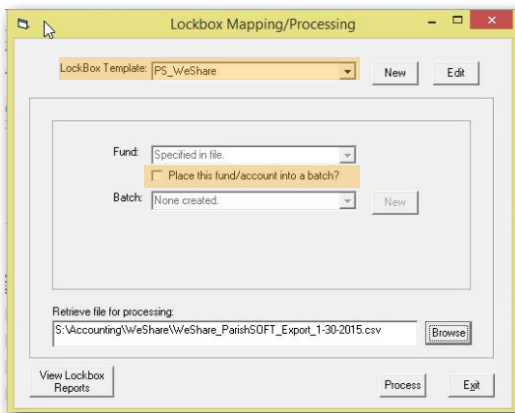 Lockbox Mapping/Processing
LockBox Template: PS_WeShare New Edit
Fund: Specified in file.
Place this fund/account into a batch?
Batch: None created. New
Retrieve file for processing:
S:\Accounting\WeShare\WeShare_ParishSOFT_Export_1-30-2015.csv Browse
View Lockbox
Reports
Process Exit